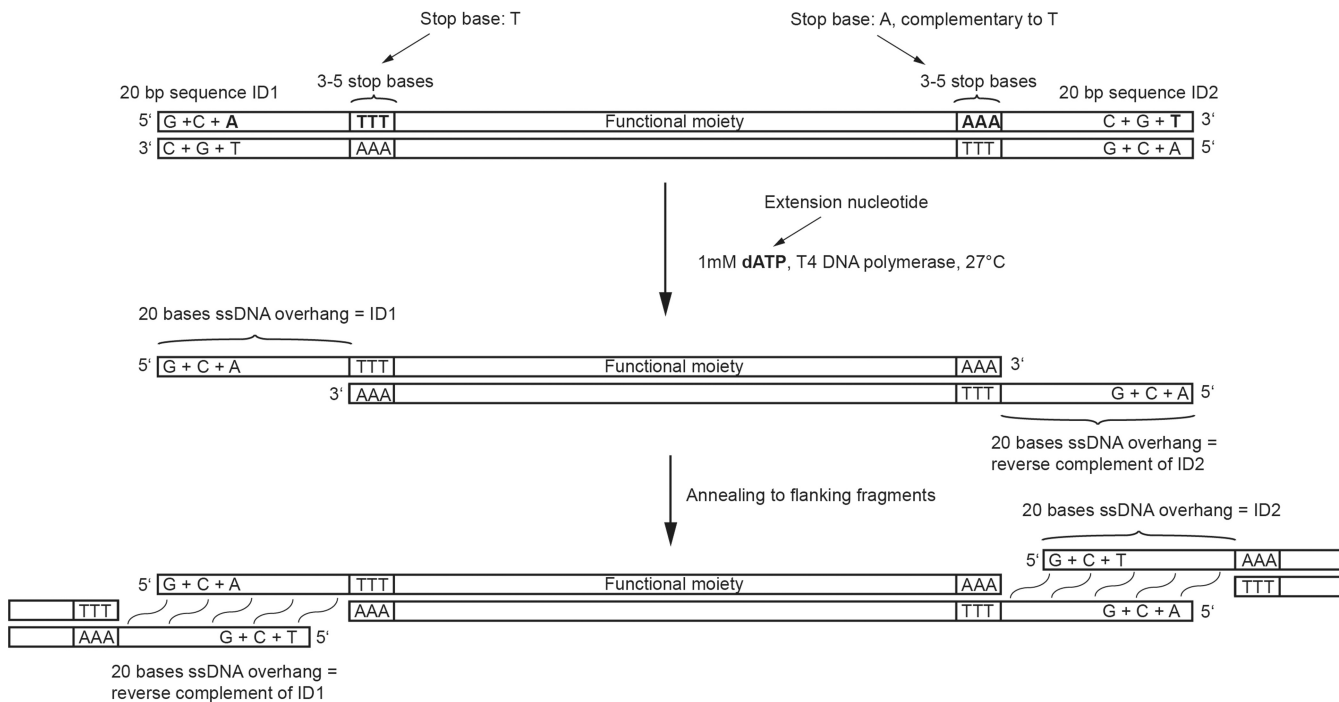 Stop base: T
Stop base: A, complementary to T
3-5 stop bases
3-5 stop bases
20 bp sequence ID1
20 bp sequence ID2
5‘ G +C + A TTT Functional moiety AAA C + G + T 3‘
3‘ C + G + T AAA TTT G + C + A 5‘
Extension nucleotide
1mM dATP, T4 DNA polymerase, 27°C
20 bases ssDNA overhang = ID1
5‘ G + C + A TTT Functional moiety AAA 3‘
3‘ AAA TTT G + C + A 5‘
20 bases ssDNA overhang =
reverse complement of ID2
Annealing to flanking fragments
20 bases ssDNA overhang = ID2
5‘ G + C + T AAA
TTT
5‘ G + C + A TTT Functional moiety AAA
TTT AAA TTT G + C + A 5‘
AAA G + C + T 5‘
20 bases ssDNA overhang =
reverse complement of ID1